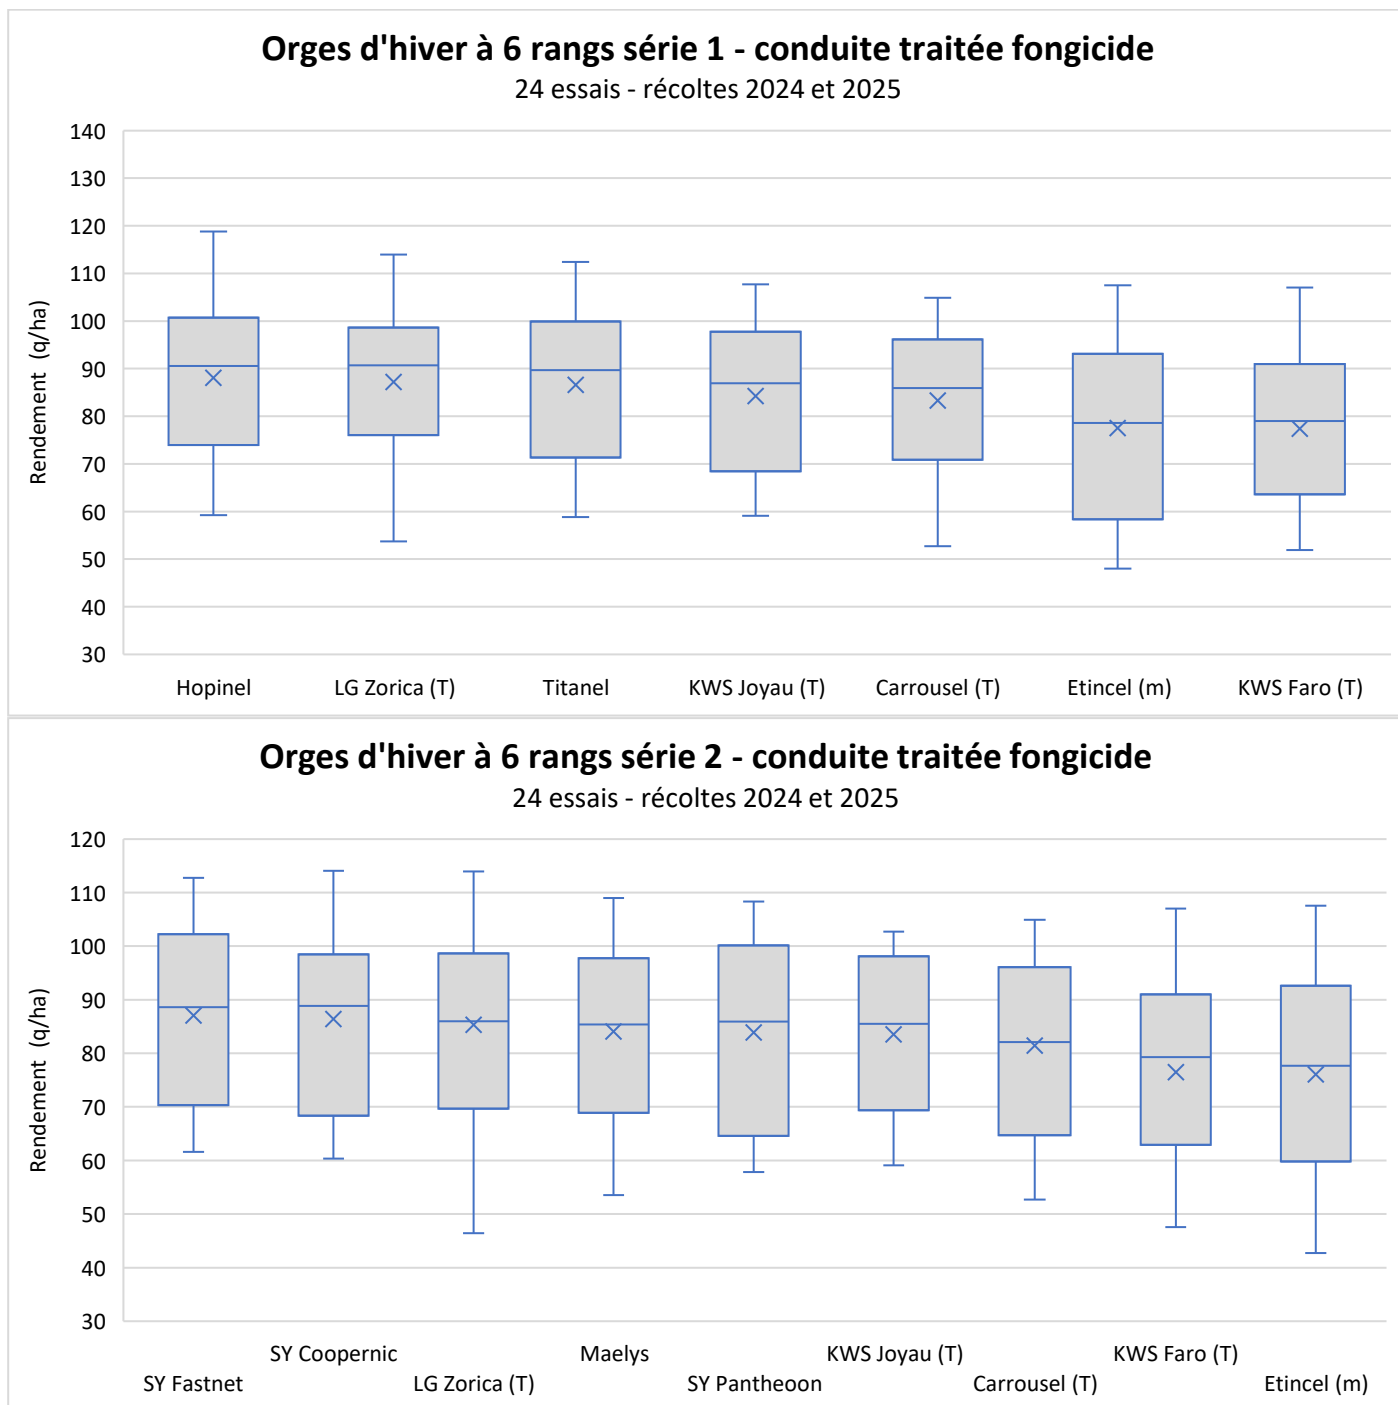 Orges d'hiver à 6 rangs série 1 - conduite traitée fongicide
24 essais - récoltes 2024 et 2025
Rendement (q/ha)
140
130
120
110
100
90
80
70
60
50
40
30
Hopinel LG Zorica (T) Titanel KWS Joyau (T) Carrousel (T) Etincel (m) KWS Faro (T)
Orges d'hiver à 6 rangs série 2 - conduite traitée fongicide
24 essais - récoltes 2024 et 2025
Rendement (q/ha)
120
110
100
90
80
70
60
50
40
30
SY Coopernic Maelys KWS Joyau (T) KWS Faro (T)
SY Fastnet LG Zorica (T) SY Pantheoon Carrousel (T) Etincel (m)